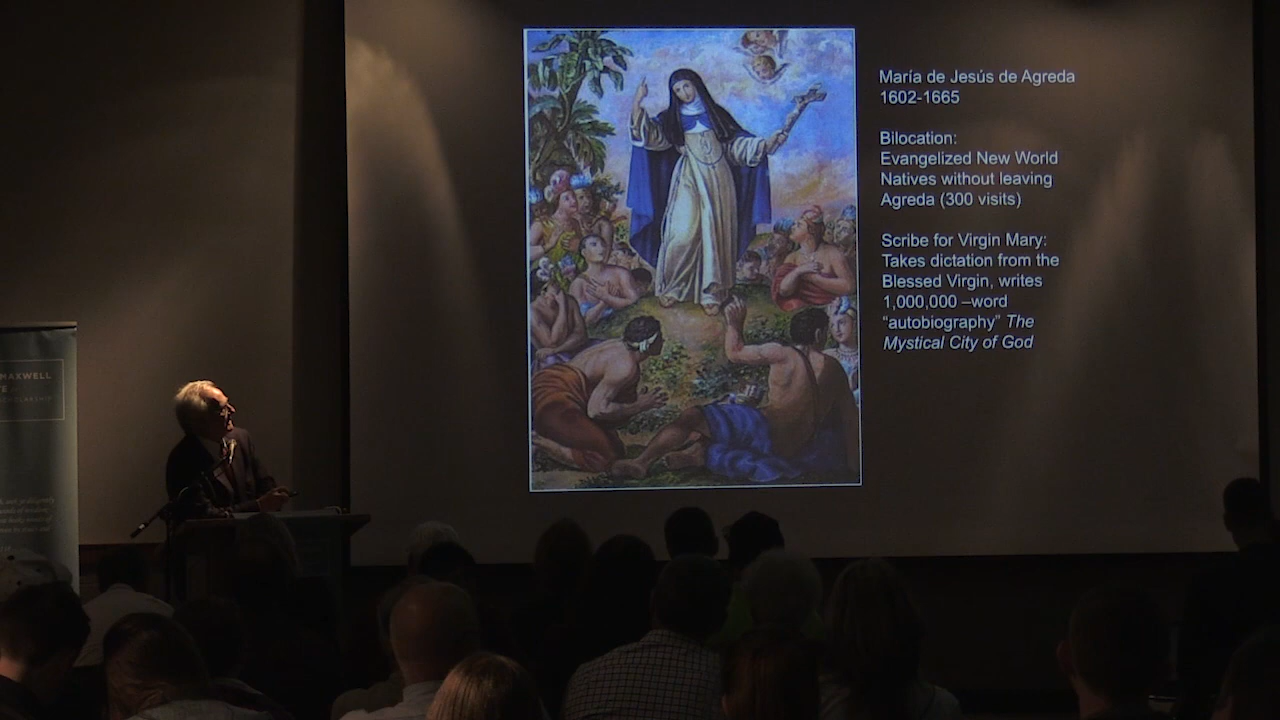 MAXWELL
María de Jesús de Agreda
1602-1665
Bilocation:
Evangelized New World
Natives without leaving
Agreda (300 visits)
Scribe for Virgin Mary:
Takes dictation from the
Blessed Virgin, writes
1,000,000 –word
“autobiography” The
Mystical City of God